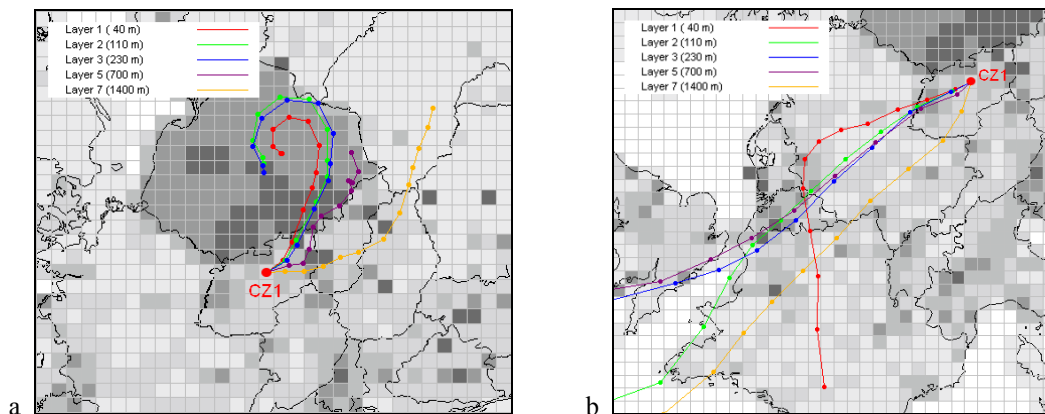 Layer 1 ( 40 m)
Layer 2 (110 m)
Layer 3 (230 m)
Layer 5 (700 m)
Layer 7 (1400 m)
CZ1
a
Layer 1 ( 40 m)
Layer 2 (110 m)
Layer 3 (230 m)
Layer 5 (700 m)
Layer 7 (1400 m)
CZ1
b